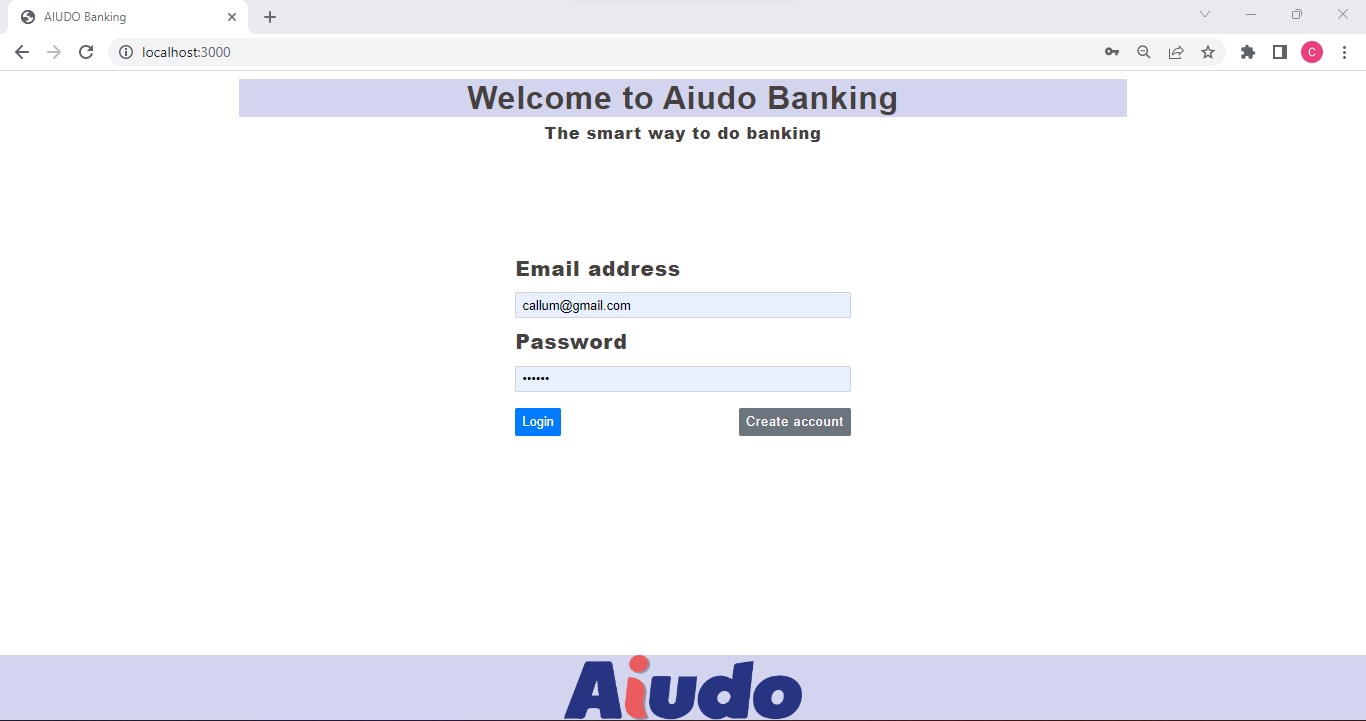 AIUDO Banking
localhost:3000
C
Welcome to Aiudo Banking
The smart way to do banking
Email address
callum@gmail.com
Password
••••••
Login Create account
Aiudo